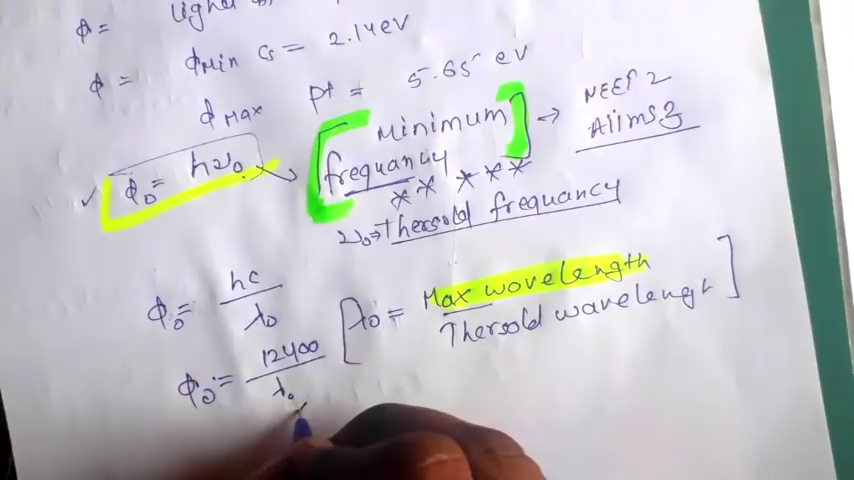 ϕ =
ϕ = ϕMin Cs = 2.14ev
ϕ Max Pt = 5.65 ev
✓ ϕ₀ = hν₀ → [Minimum frequancy] → NEET 2
Aiims 3
** ***
ν₀ → Thersold frequancy
ϕ₀ = hc / λ₀ [λ₀ = Max wavelength
Thersold wavelenght]
ϕ₀ = 12400 / λ₀